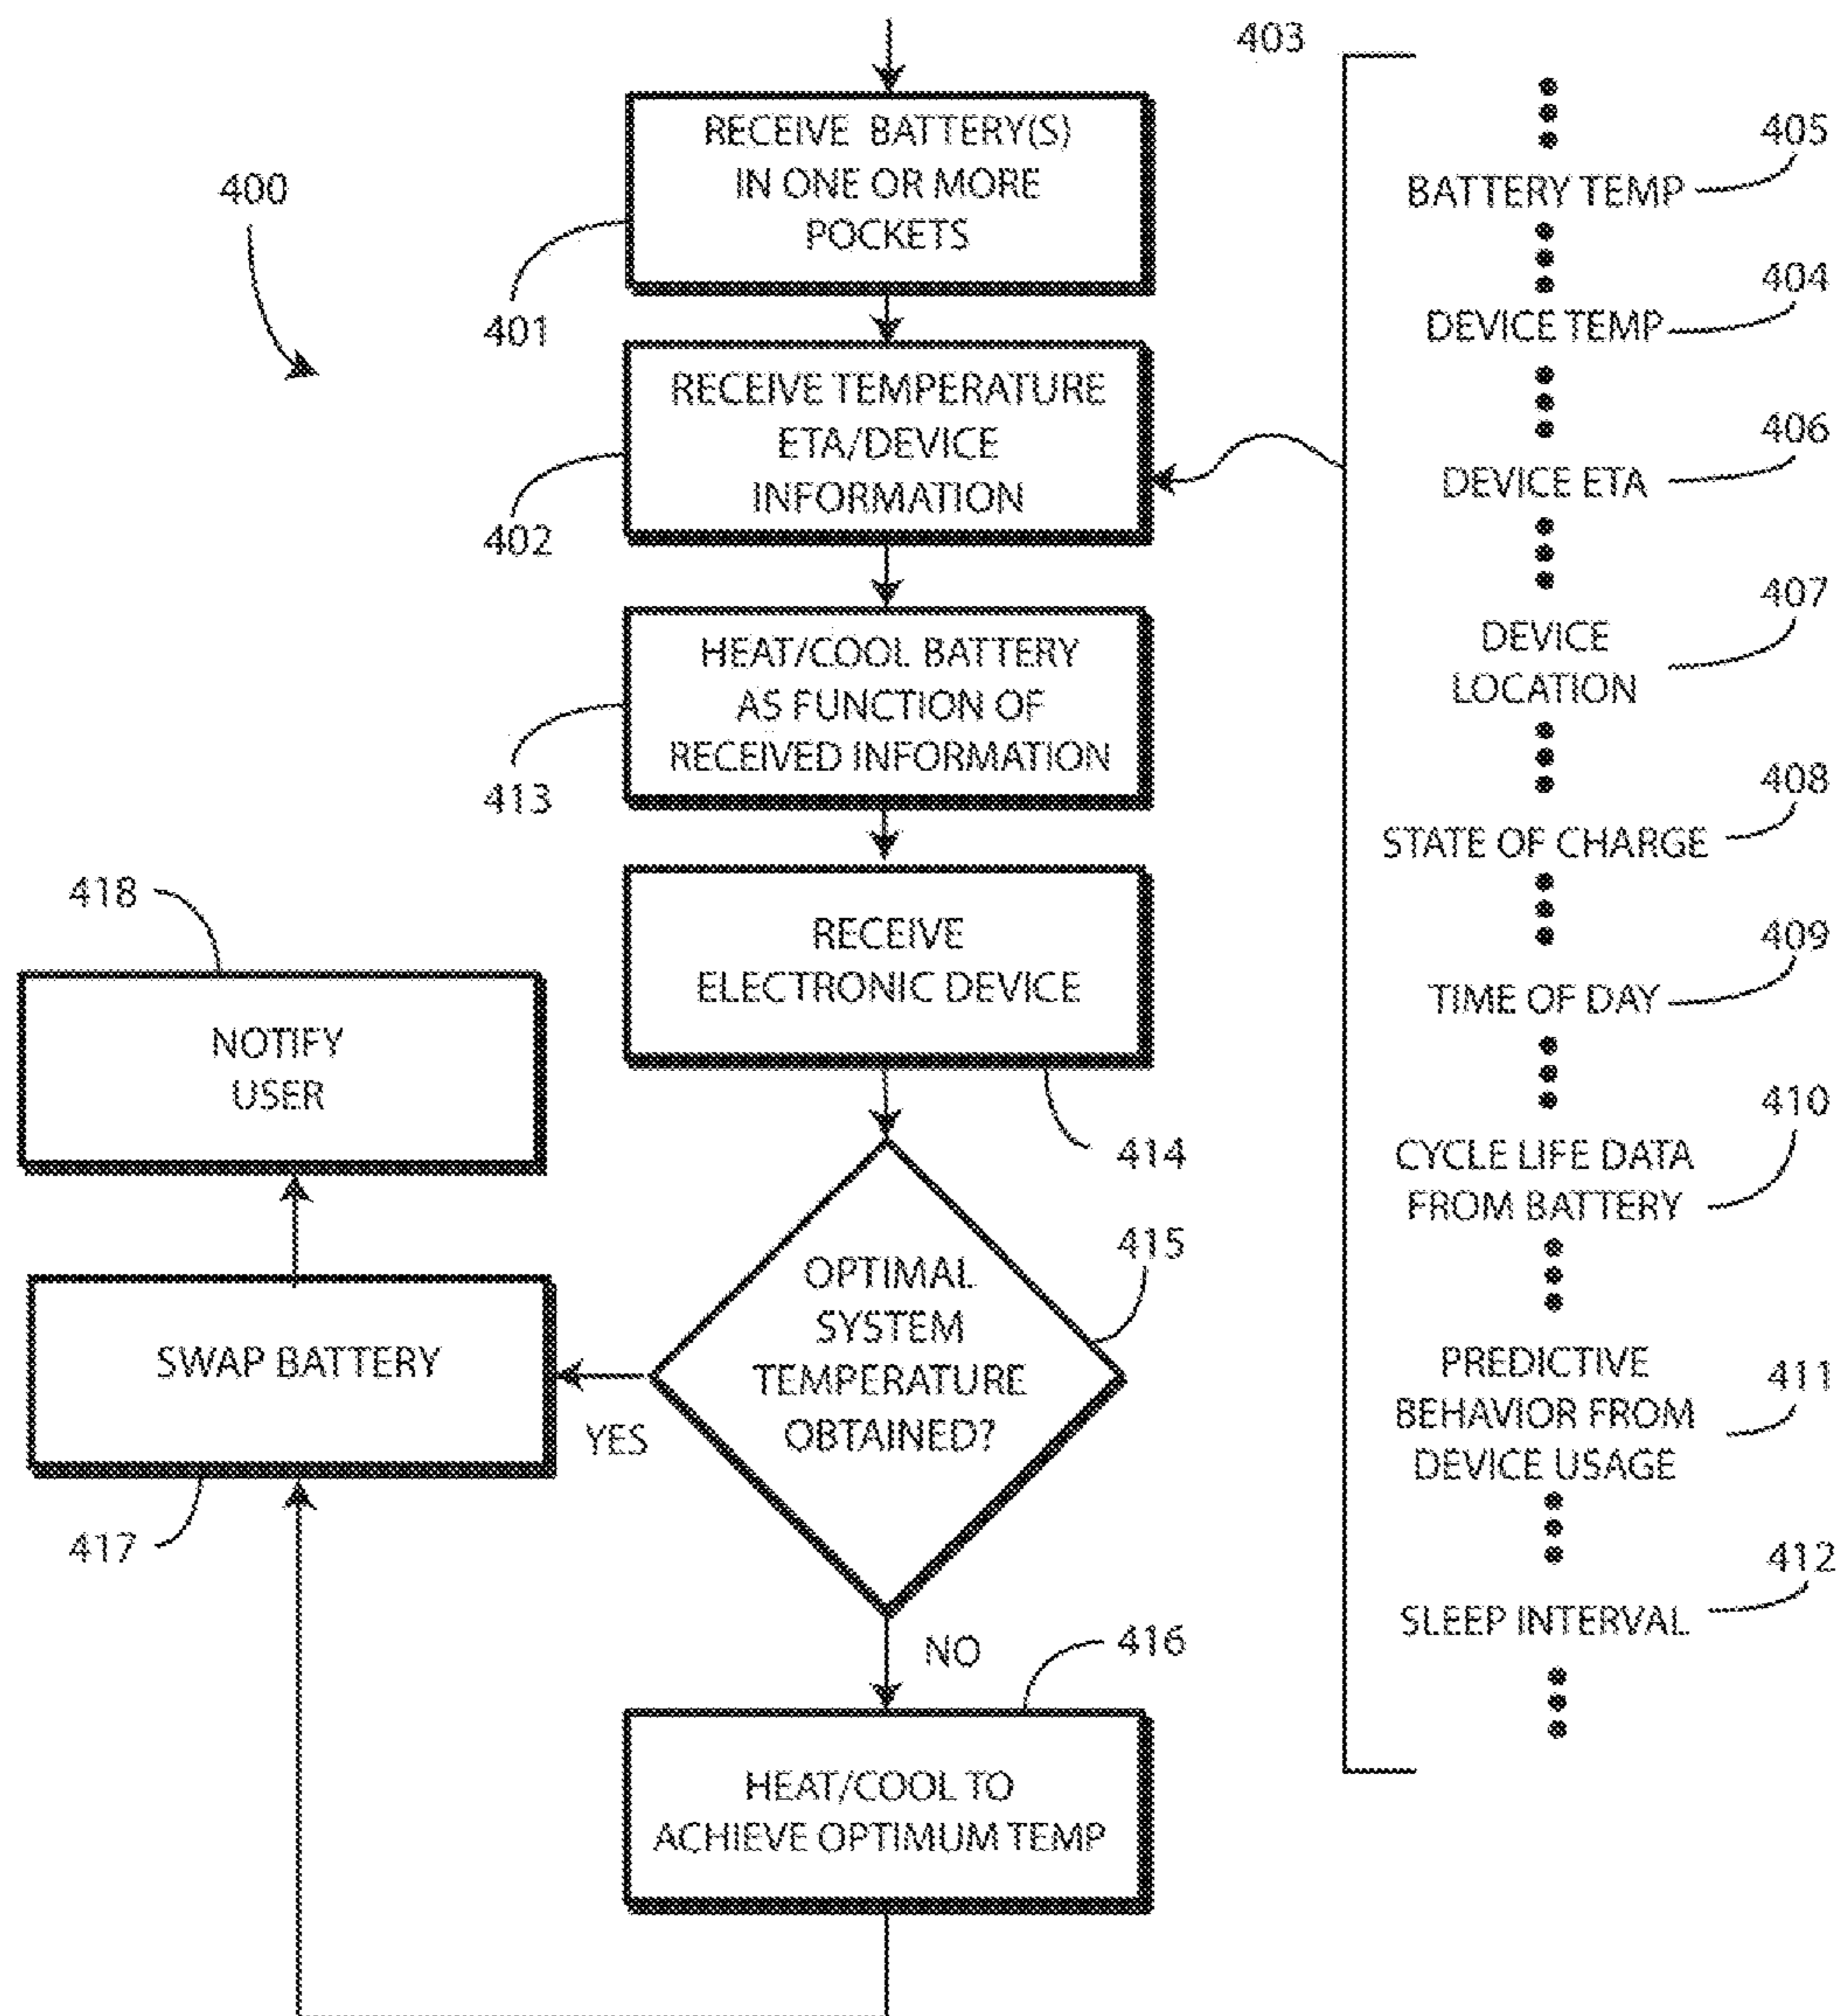 403
400
RECEIVE BATTERY(S)
IN ONE OR MORE
POCKETS
401
RECEIVE TEMPERATURE
ETA/DEVICE
INFORMATION
402
HEAT/COOL BATTERY
AS FUNCTION OF
RECEIVED INFORMATION
413
RECEIVE
ELECTRONIC DEVICE
414
OPTIMAL
SYSTEM
TEMPERATURE
OBTAINED?
415
YES
NO
416
HEAT/COOL TO
ACHIEVE OPTIMUM TEMP
SWAP BATTERY
417
418
NOTIFY
USER
405
BATTERY TEMP
404
DEVICE TEMP
406
DEVICE ETA
407
DEVICE
LOCATION
408
STATE OF CHARGE
409
TIME OF DAY
410
CYCLE LIFE DATA
FROM BATTERY
PREDICTIVE
411
BEHAVIOR FROM
DEVICE USAGE
412
SLEEP INTERVAL